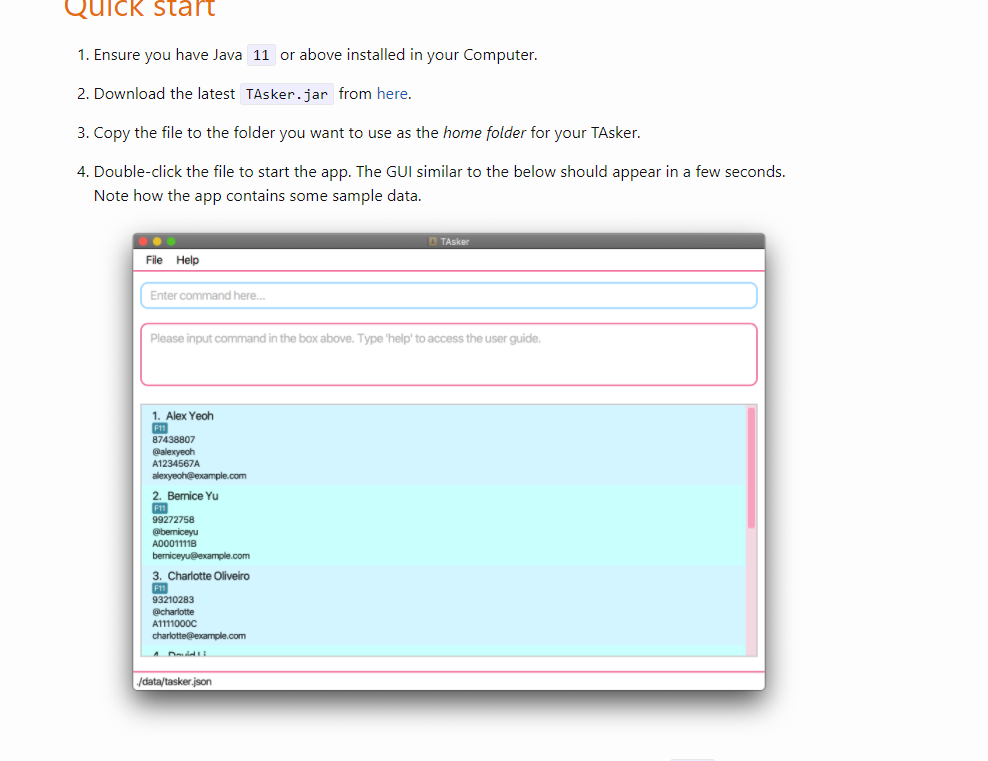 Quick start
1. Ensure you have Java 11 or above installed in your Computer.
2. Download the latest TAsker.jar from here.
3. Copy the file to the folder you want to use as the home folder for your TAsker.
4. Double-click the file to start the app. The GUI similar to the below should appear in a few seconds.
Note how the app contains some sample data.
TAsker
File Help
Enter command here...
Please input command in the box above. Type 'help' to access the user guide.
1. Alex Yeoh
F11
87438807
@alexyeoh
A1234567A
alexyeoh@example.com
2. Bernice Yu
F11
99272758
@berniceyu
A0001111B
berniceyu@example.com
3. Charlotte Oliveiro
F11
93210283
@charlotte
A1111000C
charlotte@example.com
4. David Li
./data/tasker.json